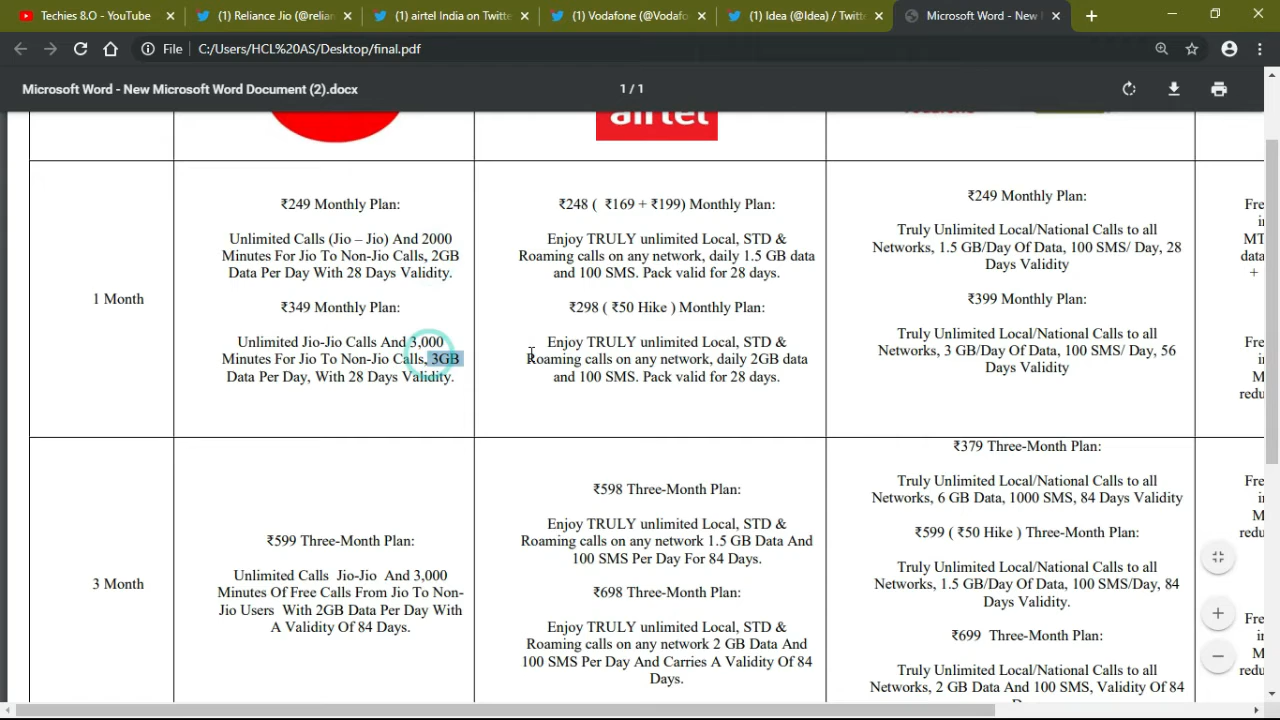 Techies 8.0 - YouTube
(1) Reliance Jio (@relian
(1) airtel India on Twitte
(1) Vodafone (@Vodafo
(1) Idea (@Idea) / Twitte
Microsoft Word - New
File
C:/Users/HCL%20AS/Desktop/final.pdf
Microsoft Word - New Microsoft Word Document (2).docx
1 / 1
airtel
1 Month
₹249 Monthly Plan:
Unlimited Calls (Jio – Jio) And 2000
Minutes For Jio To Non-Jio Calls, 2GB
Data Per Day With 28 Days Validity.
₹349 Monthly Plan:
Unlimited Jio-Jio Calls And 3,000
Minutes For Jio To Non-Jio Calls, 3GB
Data Per Day, With 28 Days Validity.
₹248 ( ₹169 + ₹199) Monthly Plan:
Enjoy TRULY unlimited Local, STD &
Roaming calls on any network, daily 1.5 GB data
and 100 SMS. Pack valid for 28 days.
₹298 ( ₹50 Hike ) Monthly Plan:
Enjoy TRULY unlimited Local, STD &
Roaming calls on any network, daily 2GB data
and 100 SMS. Pack valid for 28 days.
₹249 Monthly Plan:
Truly Unlimited Local/National Calls to all
Networks, 1.5 GB/Day Of Data, 100 SMS/ Day, 28
Days Validity
₹399 Monthly Plan:
Truly Unlimited Local/National Calls to all
Networks, 3 GB/Day Of Data, 100 SMS/ Day, 56
Days Validity
Fre
MT
data
+
Fre
M
redu
3 Month
₹599 Three-Month Plan:
Unlimited Calls Jio-Jio And 3,000
Minutes Of Free Calls From Jio To Non-
Jio Users With 2GB Data Per Day With
A Validity Of 84 Days.
₹598 Three-Month Plan:
Enjoy TRULY unlimited Local, STD &
Roaming calls on any network 1.5 GB Data And
100 SMS Per Day For 84 Days.
₹698 Three-Month Plan:
Enjoy TRULY unlimited Local, STD &
Roaming calls on any network 2 GB Data And
100 SMS Per Day And Carries A Validity Of 84
Days.
₹379 Three-Month Plan:
Truly Unlimited Local/National Calls to all
Networks, 6 GB Data, 1000 SMS, 84 Days Validity
₹599 ( ₹50 Hike ) Three-Month Plan:
Truly Unlimited Local/National Calls to all
Networks, 1.5 GB/Day Of Data, 100 SMS/Day, 84
Days Validity.
₹699 Three-Month Plan:
Truly Unlimited Local/National Calls to all
Networks, 2 GB Data And 100 SMS, Validity Of 84
Fre
M
redu
Fre
M
redu